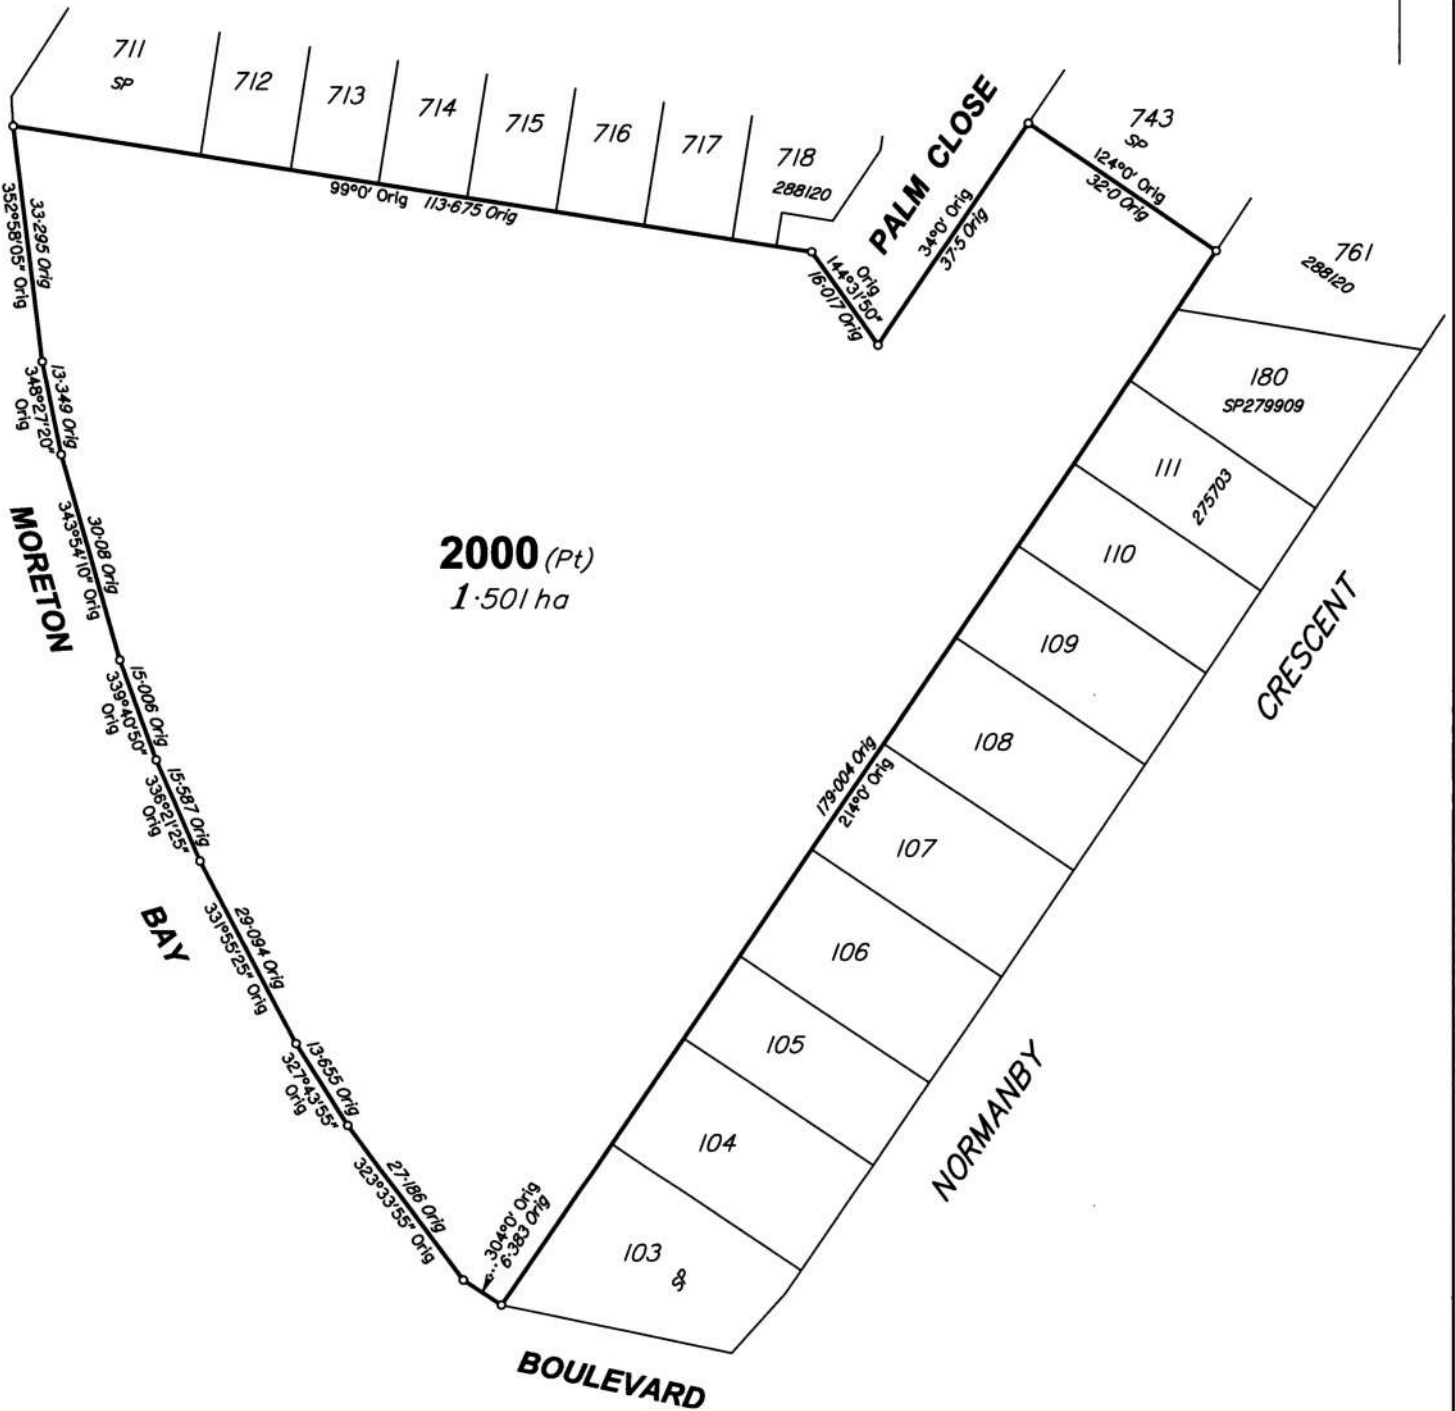 711
SP
712
713
714
715
716
717
718
288120
PALM CLOSE
743
SP
124°0' Orig
32·0 Orig
99°0' Orig 113·675 Orig
34°0' Orig
37·5 Orig
Orig
144°31'50"
16·017 Orig
761
288120
33·295 Orig
352°58'05" Orig
13·349 Orig
348°27'20"
Orig
180
SP279909
111
275703
110
109
108
107
106
105
104
103
SP
MORETON
30·08 Orig
343°54'10" Orig
2000 (Pt)
1·501 ha
15·006 Orig
339°40'50"
Orig
15·587 Orig
336°21'25"
Orig
179·004 Orig
214°0' Orig
CRESCENT
BAY
29·094 Orig
331°55'25" Orig
13·655 Orig
327°43'55"
Orig
27·186 Orig
323°33'55" Orig
304°0' Orig
6·383 Orig
NORMANBY
BOULEVARD